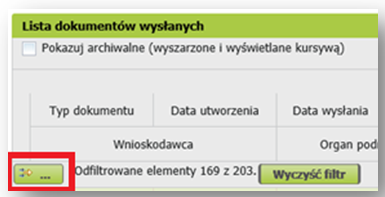 Lista dokumentów wysłanych
Pokazuj archiwalne (wyszarzone i wyświetlane kursywą)
Typ dokumentu Data utworzenia Data wysłania
Wnioskodawca Organ pod
... Odfiltrowane elementy 169 z 203. Wyczyść filtr